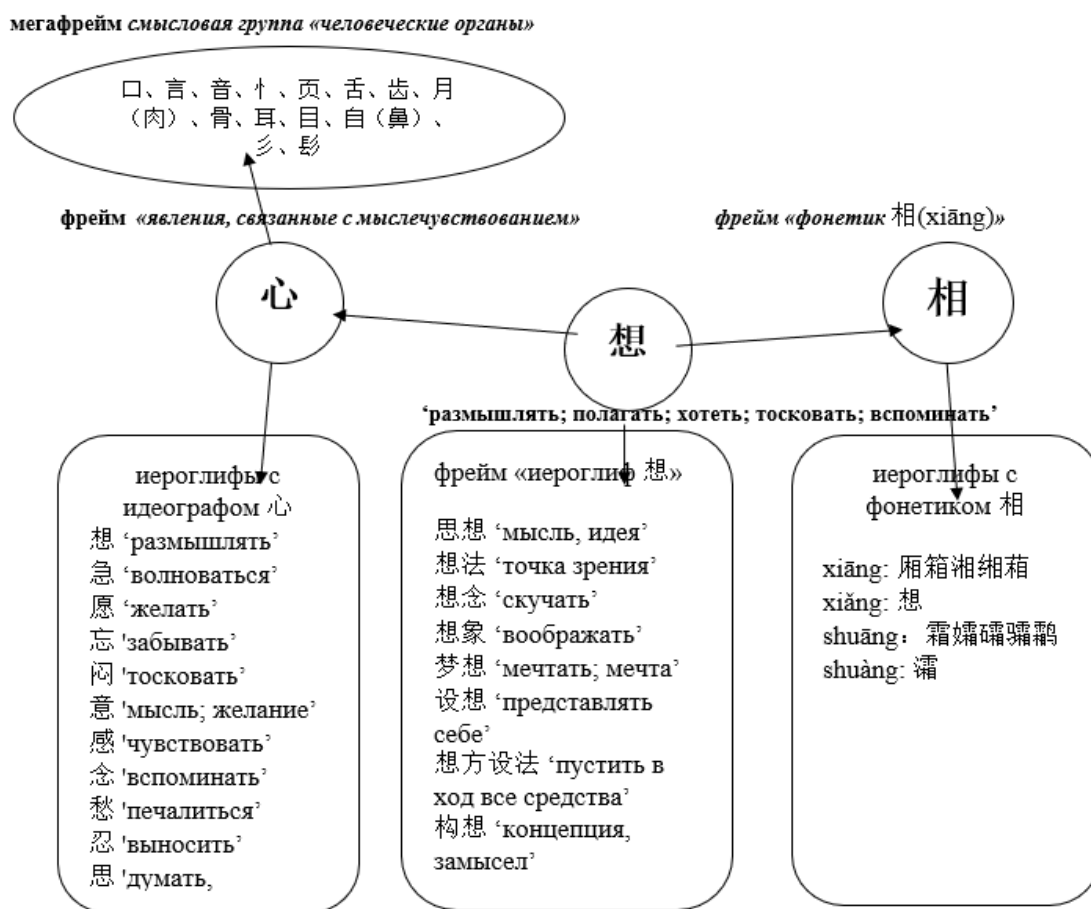 мегафрейм смысловая группа «человеческие органы»
口、言、音、忄、页、舌、齿、月
（肉）、骨、耳、目、自（鼻）、
彡、髟
фрейм «явления, связанные с мыслечувствованием»
фрейм «фонетик 相(xiāng)»
心
想
相
‘размышлять; полагать; хотеть; тосковать; вспоминать’
иероглифы с
идеографом 心
想 ‘размышлять’
急 ‘волноваться’
愿 ‘желать’
忘 'забывать’
闷 'тосковать’
意 'мысль; желание’
感 'чувствовать’
念 'вспоминать’
愁 'печалиться’
忍 'выносить’
思 'думать,
фрейм «иероглиф 想»
思想 ‘мысль, идея’
想法 ‘точка зрения’
想念 ‘скучать’
想象 ‘воображать’
梦想 ‘мечтать; мечта’
设想 ‘представлять
себе’
想方设法 ‘пустить в
ход все средства’
构想 ‘концепция,
замысел’
иероглифы с
фонетиком 相
xiāng: 厢箱湘缃葙
xiǎng: 想
shuāng：霜孀礵骦鹴
shuàng: 灀